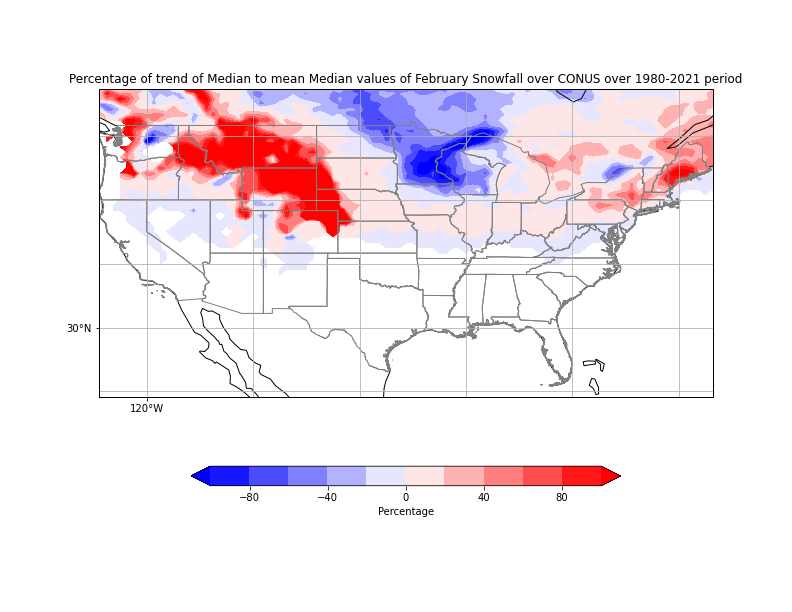 Percentage of trend of Median to mean Median values of February Snowfall over CONUS over 1980-2021 period
30°N
120°W
−80 −40 0 40 80
Percentage